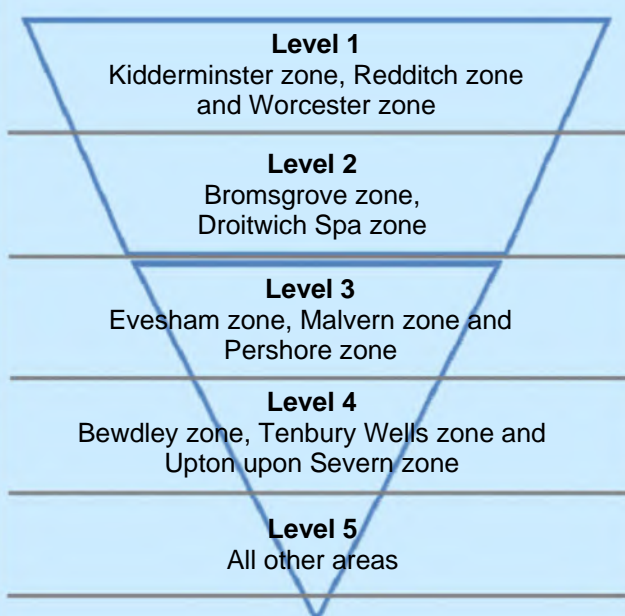 Level 1
Kidderminster zone, Redditch zone
and Worcester zone
Level 2
Bromsgrove zone,
Droitwich Spa zone
Level 3
Evesham zone, Malvern zone and
Pershore zone
Level 4
Bewdley zone, Tenbury Wells zone and
Upton upon Severn zone
Level 5
All other areas